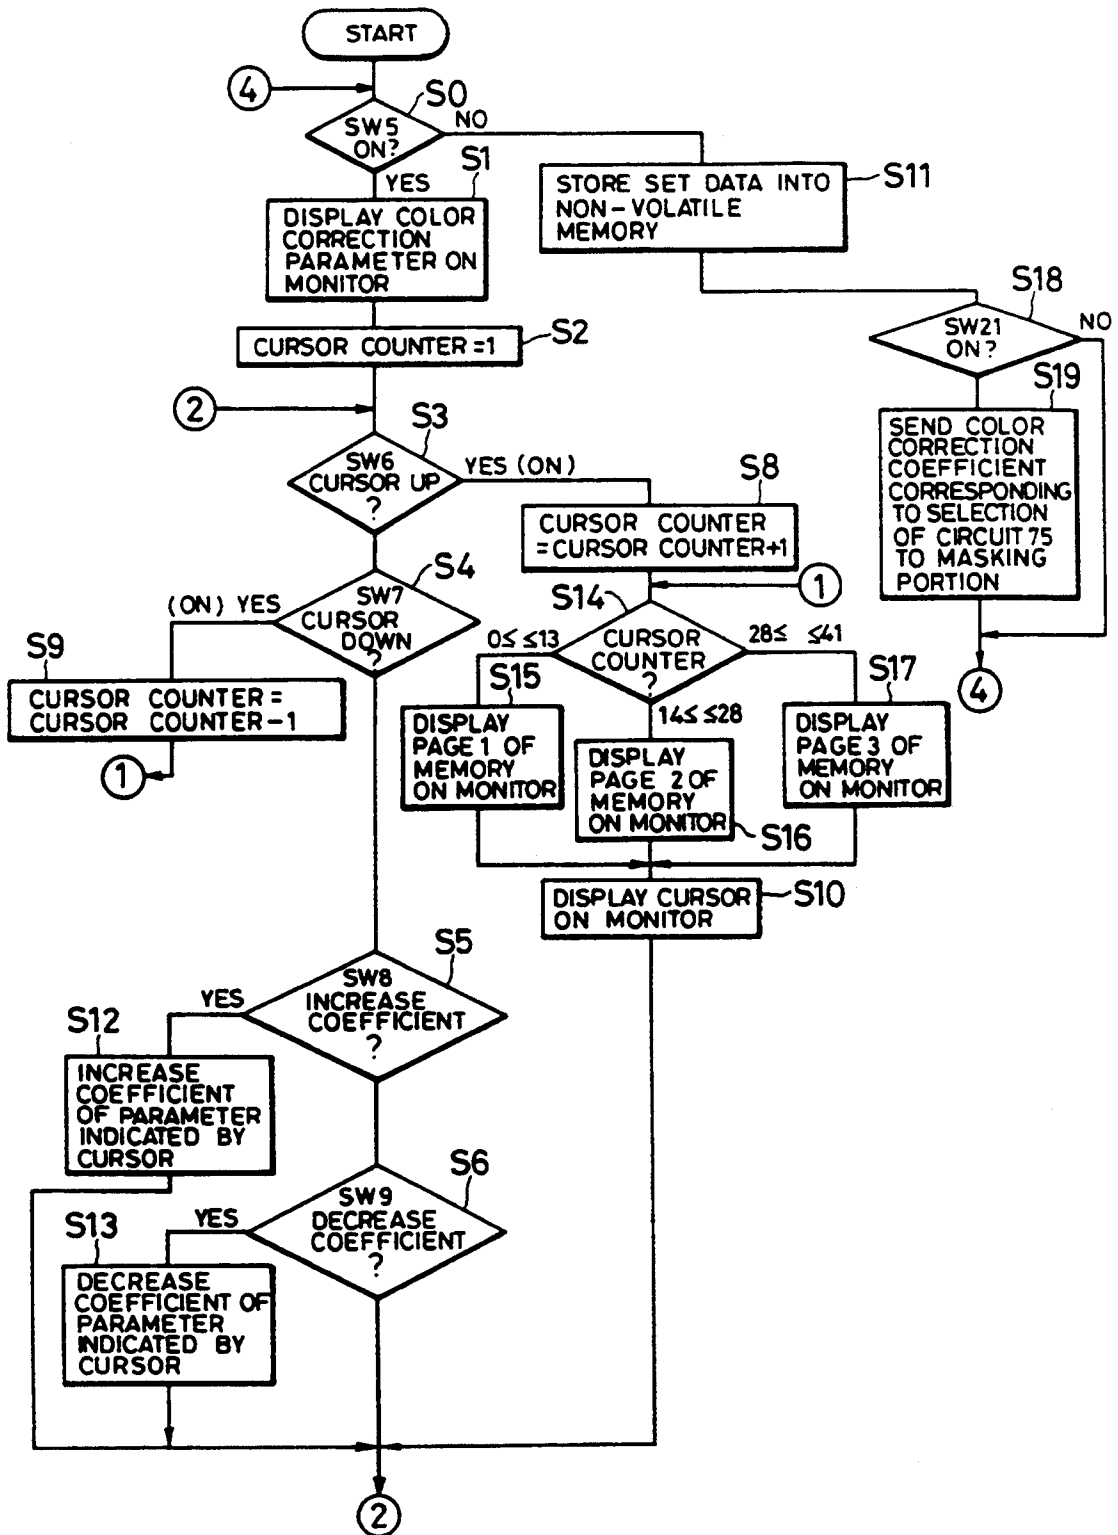 START
4
S0
SW5
ON?
NO
YES
S1
DISPLAY COLOR
CORRECTION
PARAMETER ON
MONITOR
STORE SET DATA INTO
NON-VOLATILE
MEMORY
S11
CURSOR COUNTER =1
S2
S18
SW21
ON?
NO
S19
SEND COLOR
CORRECTION
COEFFICIENT
CORRESPONDING
TO SELECTION
OF CIRCUIT 75
TO MASKING
PORTION
4
2
S3
SW6
CURSOR UP
?
YES (ON)
S8
CURSOR COUNTER
=CURSOR COUNTER+1
1
S4
SW7
CURSOR
DOWN
?
(ON) YES
S9
CURSOR COUNTER =
CURSOR COUNTER-1
1
S14
CURSOR
COUNTER
?
0≤ ≤13
28≤ ≤41
14≤ ≤28
S15
DISPLAY
PAGE 1 OF
MEMORY
ON MONITOR
DISPLAY
PAGE 2 OF
MEMORY
ON MONITOR
S16
S17
DISPLAY
PAGE 3 OF
MEMORY
ON MONITOR
DISPLAY CURSOR
ON MONITOR
S10
S5
SW8
INCREASE
COEFFICIENT
?
YES
S12
INCREASE
COEFFICIENT
OF PARAMETER
INDICATED BY
CURSOR
S6
SW9
DECREASE
COEFFICIENT
?
YES
S13
DECREASE
COEFFICIENT OF
PARAMETER
INDICATED BY
CURSOR
2